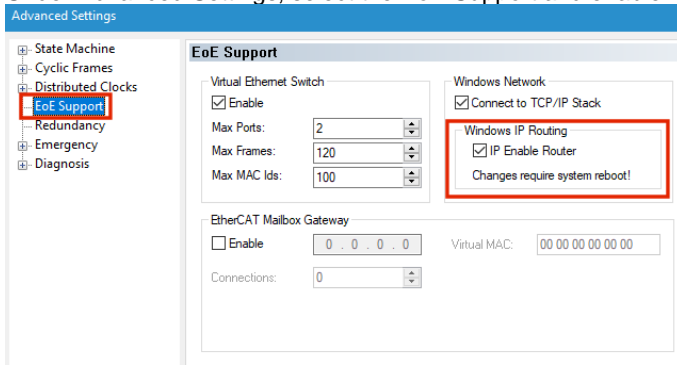 Advanced Settings
State Machine
Cyclic Frames
Distributed Clocks
EoE Support
Redundancy
Emergency
Diagnosis
EoE Support
Virtual Ethernet Switch
Enable
Max Ports: 2
Max Frames: 120
Max MAC Ids: 100
Windows Network
Connect to TCP/IP Stack
Windows IP Routing
IP Enable Router
Changes require system reboot!
EtherCAT Mailbox Gateway
Enable 0 . 0 . 0 . 0 Virtual MAC: 00 00 00 00 00 00
Connections: 0